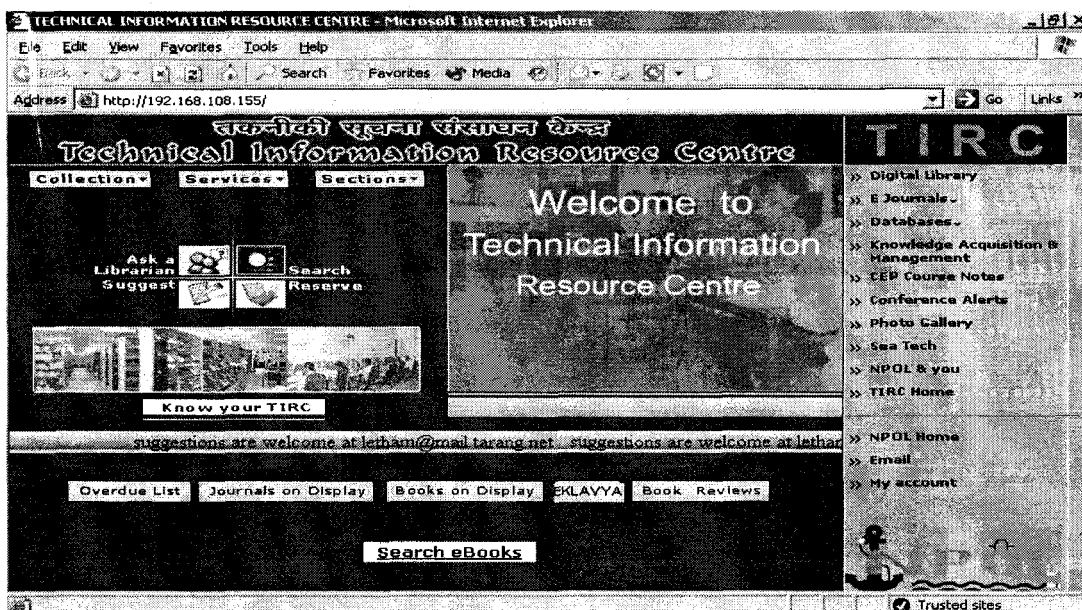 TECHNICAL INFORMATION RESOURCE CENTRE - Microsoft Internet Explorer
File Edit View Favorites Tools Help
Back Search Favorites Media
Address http://192.168.108.155/ Go Links »
तकनीकी सूचना संसाधन केन्द्र
Technical Information Resource Centre
TIRC
Collection Services Sections
Welcome to
Technical Information
Resource Centre
Ask a
Librarian
Search
Suggest
Reserve
Know your TIRC
» Digital Library
» E Journals
» Databases
» Knowledge Acquisition &
Management
» CEP Course Notes
» Conference Alerts
» Photo Gallery
» Sea Tech
» NPOL & you
» TIRC Home
» NPOL Home
» Email
» My account
suggestions are welcome at letham@mail.tarang.net suggestions are welcome at lethar
Overdue List Journals on Display Books on Display EKLAVYA Book Reviews
Search eBooks
Trusted sites